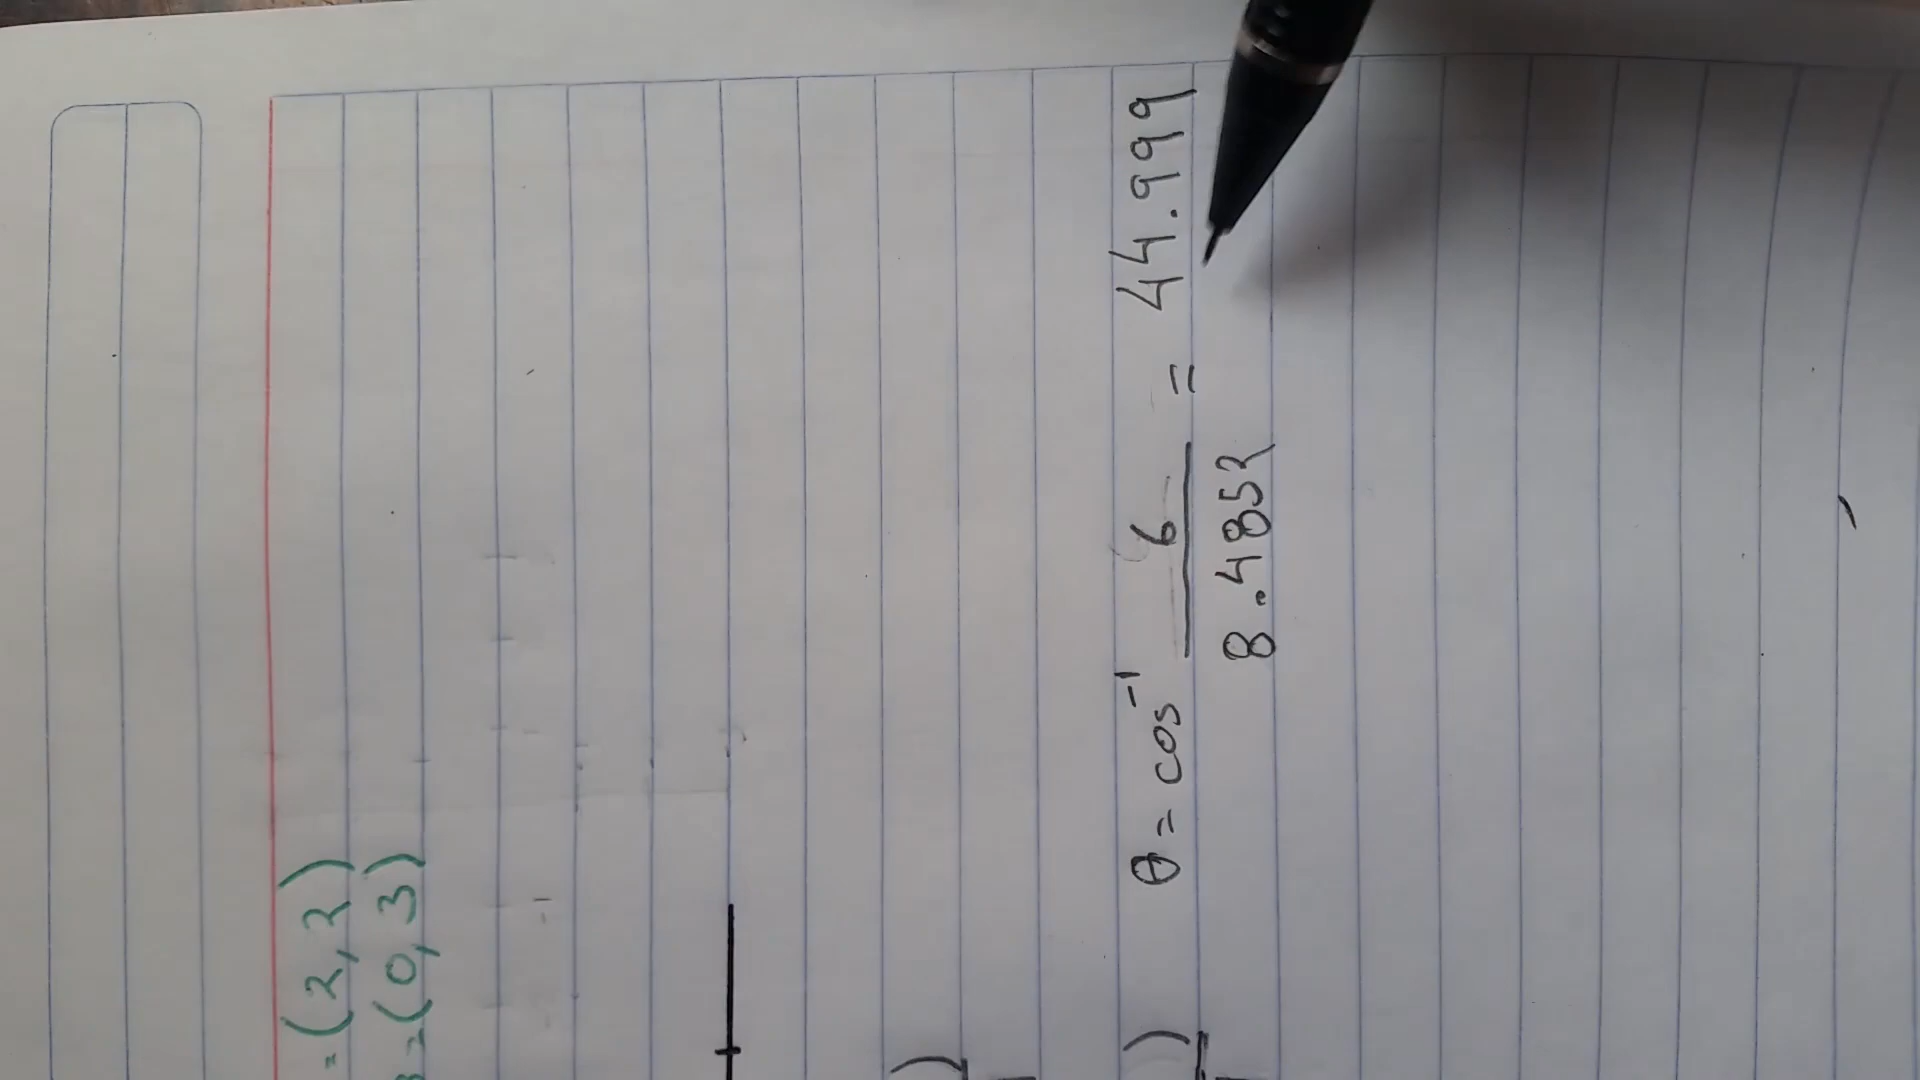 = (2, 2)
B = (0, 3)
θ = cos⁻¹ 6 = 44.999
8.4852
)
)